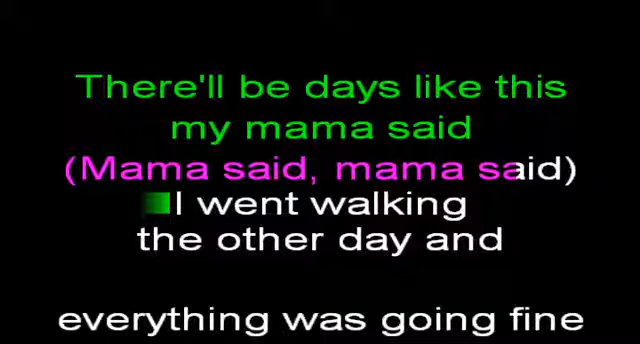 There'll be days like this
my mama said
(Mama said, mama said)
I went walking
the other day and
everything was going fine